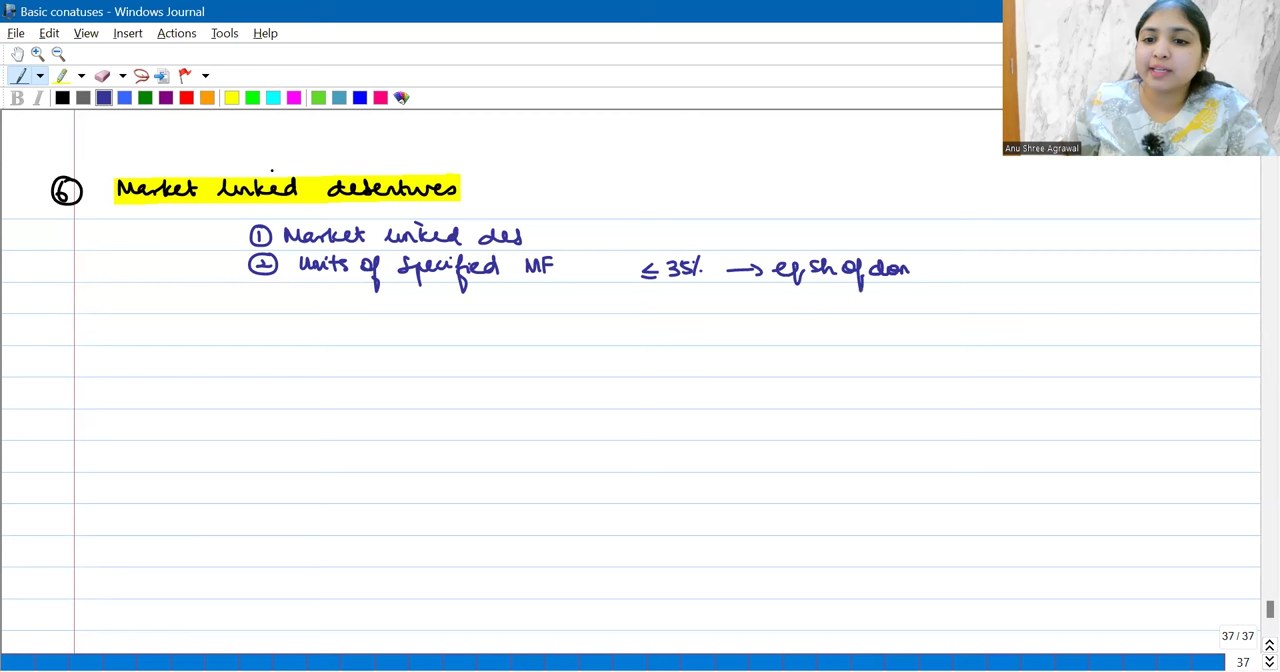 Basic conatuses - Windows Journal
File Edit View Insert Actions Tools Help
B I
Anu Shree Agrawal
6 Market linked debentures
1 Market linked deb
2 Units of Specified MF ≤ 35% → eq sh of dom
37 / 37
37